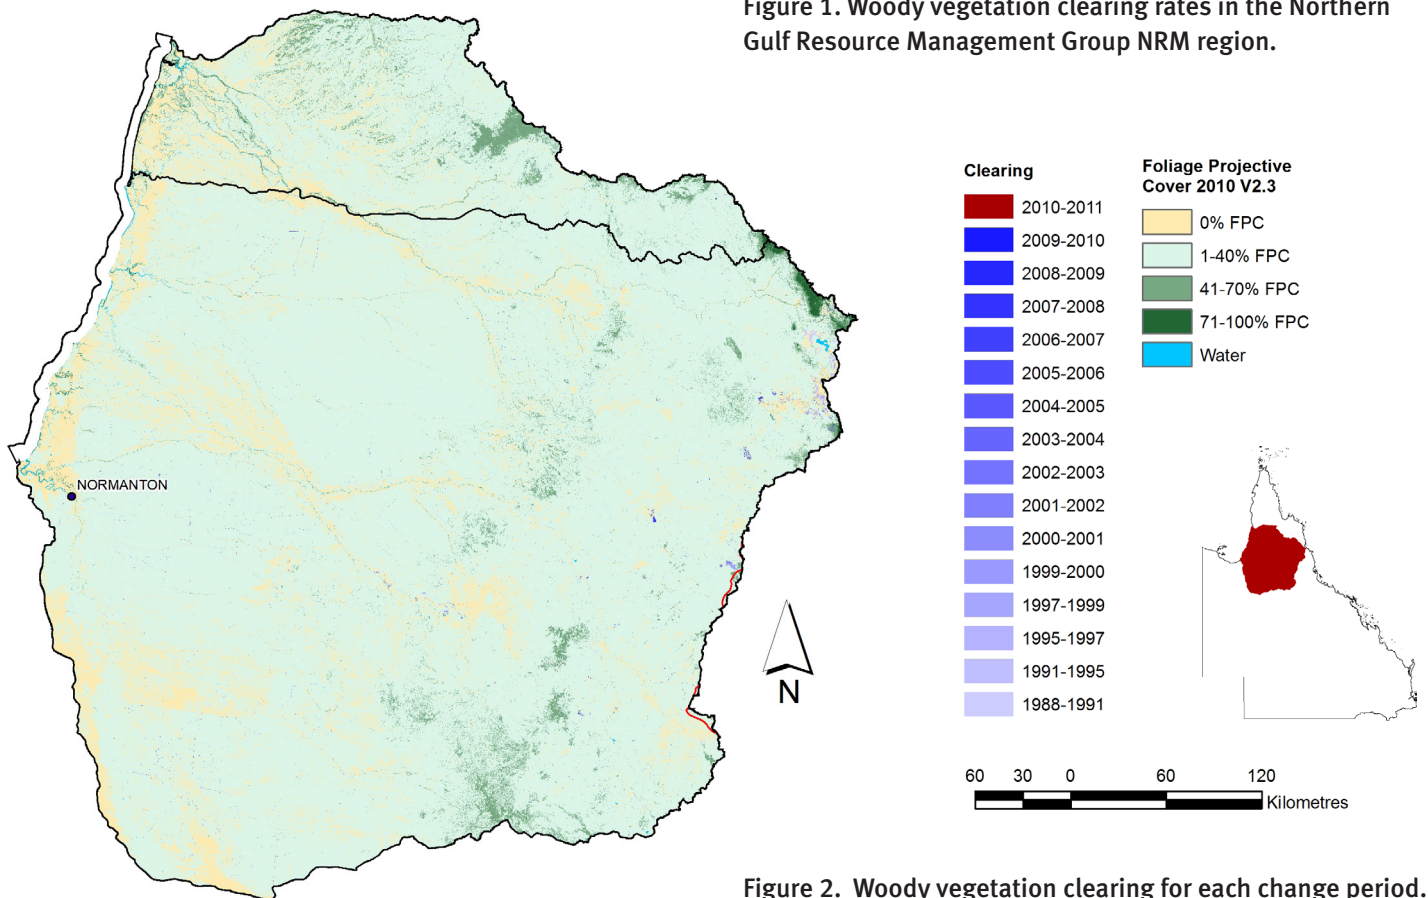 Figure 1. Woody vegetation clearing rates in the Northern
Gulf Resource Management Group NRM region.
NORMANTON
N
Clearing
2010-2011
2009-2010
2008-2009
2007-2008
2006-2007
2005-2006
2004-2005
2003-2004
2002-2003
2001-2002
2000-2001
1999-2000
1997-1999
1995-1997
1991-1995
1988-1991
Foliage Projective
Cover 2010 V2.3
0% FPC
1-40% FPC
41-70% FPC
71-100% FPC
Water
60 30 0 60 120
Kilometres
Figure 2. Woody vegetation clearing for each change period.